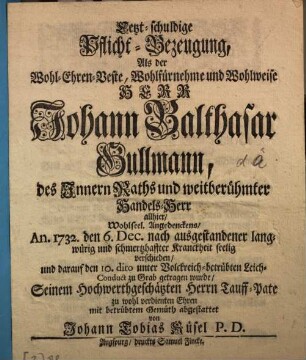 Letzt-schuldige
Pflicht-Bezeugung,
Als der
Wohl-Ehren-Veste, Wohlfürnehme und Wohlweise
HERR
Johann Balthasar
Gullmann,
des Innern Raths und weitberühmter
Handels-Herr
allhier,
Wohlseel. Angedenckens,
An. 1732. den 6. Dec. nach ausgestandener lang-
würig und schmertzhaffter Kranckheit seelig
verschieden,
und darauf den 10. dito unter Volckreich-betrübten Leich-
Conduct zu Grab getragen wurde,
Seinem Hochwerthgeschätzten Herrn Tauff-Pate
zu wohl verdienten Ehren
mit betrübtem Gemüth abgestattet
von
Johann Tobias Rüsel P. D.
Augspurg, druckts Samuel Fincke,